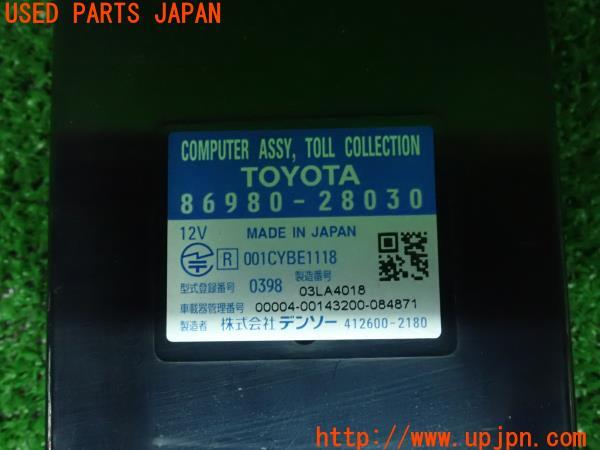 USED PARTS JAPAN
COMPUTER ASSY, TOLL COLLECTION
TOYOTA
86980-28030
12V MADE IN JAPAN
R 001CYBE1118
型式登録番号 0398 製造番号 03LA4018
車載器管理番号 00004-00143200-084871
製造者 株式会社 デンソー 412600-2180
http://www.upjpn.com/